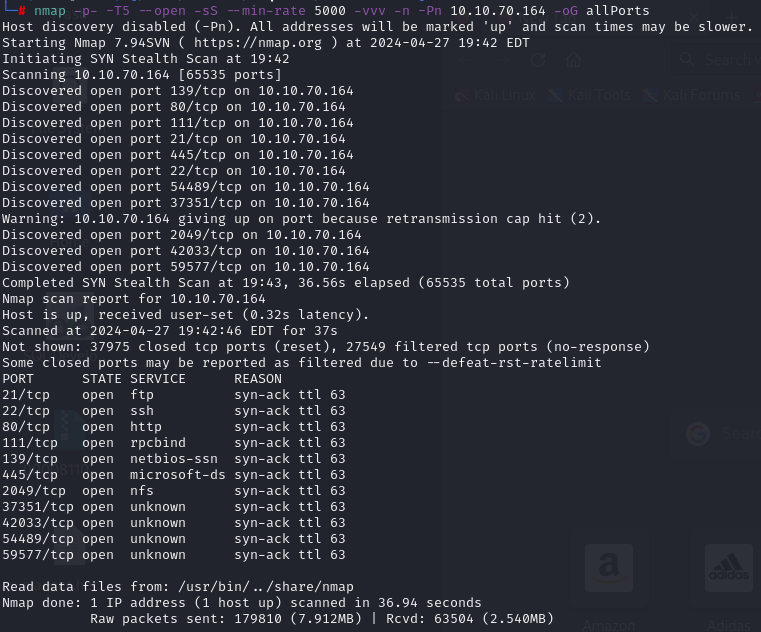 └─# nmap -p- -T5 --open -sS --min-rate 5000 -vvv -n -Pn 10.10.70.164 -oG allPorts
Host discovery disabled (-Pn). All addresses will be marked 'up' and scan times may be slower.
Starting Nmap 7.94SVN ( https://nmap.org ) at 2024-04-27 19:42 EDT
Initiating SYN Stealth Scan at 19:42
Scanning 10.10.70.164 [65535 ports]
Discovered open port 139/tcp on 10.10.70.164
Discovered open port 80/tcp on 10.10.70.164
Discovered open port 111/tcp on 10.10.70.164
Discovered open port 21/tcp on 10.10.70.164
Discovered open port 445/tcp on 10.10.70.164
Discovered open port 22/tcp on 10.10.70.164
Discovered open port 54489/tcp on 10.10.70.164
Discovered open port 37351/tcp on 10.10.70.164
Warning: 10.10.70.164 giving up on port because retransmission cap hit (2).
Discovered open port 2049/tcp on 10.10.70.164
Discovered open port 42033/tcp on 10.10.70.164
Discovered open port 59577/tcp on 10.10.70.164
Completed SYN Stealth Scan at 19:43, 36.56s elapsed (65535 total ports)
Nmap scan report for 10.10.70.164
Host is up, received user-set (0.32s latency).
Scanned at 2024-04-27 19:42:46 EDT for 37s
Not shown: 37975 closed tcp ports (reset), 27549 filtered tcp ports (no-response)
Some closed ports may be reported as filtered due to --defeat-rst-ratelimit
PORT STATE SERVICE REASON
21/tcp open ftp syn-ack ttl 63
22/tcp open ssh syn-ack ttl 63
80/tcp open http syn-ack ttl 63
111/tcp open rpcbind syn-ack ttl 63
139/tcp open netbios-ssn syn-ack ttl 63
445/tcp open microsoft-ds syn-ack ttl 63
2049/tcp open nfs syn-ack ttl 63
37351/tcp open unknown syn-ack ttl 63
42033/tcp open unknown syn-ack ttl 63
54489/tcp open unknown syn-ack ttl 63
59577/tcp open unknown syn-ack ttl 63
Read data files from: /usr/bin/../share/nmap
Nmap done: 1 IP address (1 host up) scanned in 36.94 seconds
Raw packets sent: 179810 (7.912MB) | Rcvd: 63504 (2.540MB)
Search
Kali Linux Kali Tools Kali Forums
Sear
Amazon Adidas